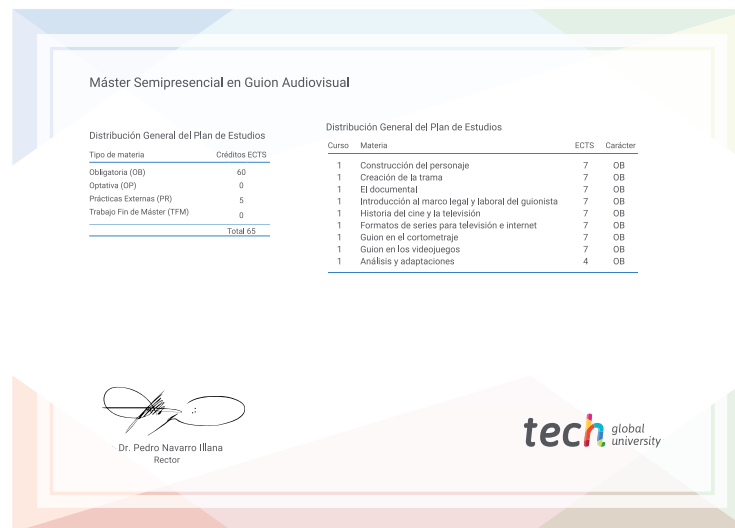 Máster Semipresencial en Guion Audiovisual
Distribución General del Plan de Estudios
Tipo de materia Créditos ECTS
Obligatoria (OB) 60
Optativa (OP) 0
Prácticas Externas (PR) 5
Trabajo Fin de Máster (TFM) 0
Total 65
Distribución General del Plan de Estudios
Curso Materia ECTS Carácter
1 Construcción del personaje 7 OB
1 Creación de la trama 7 OB
1 El documental 7 OB
1 Introducción al marco legal y laboral del guionista 7 OB
1 Historia del cine y la televisión 7 OB
1 Formatos de series para televisión e internet 7 OB
1 Guion en el cortometraje 7 OB
1 Guion en los videojuegos 7 OB
1 Análisis y adaptaciones 4 OB
Dr. Pedro Navarro Illana
Rector
tech global university